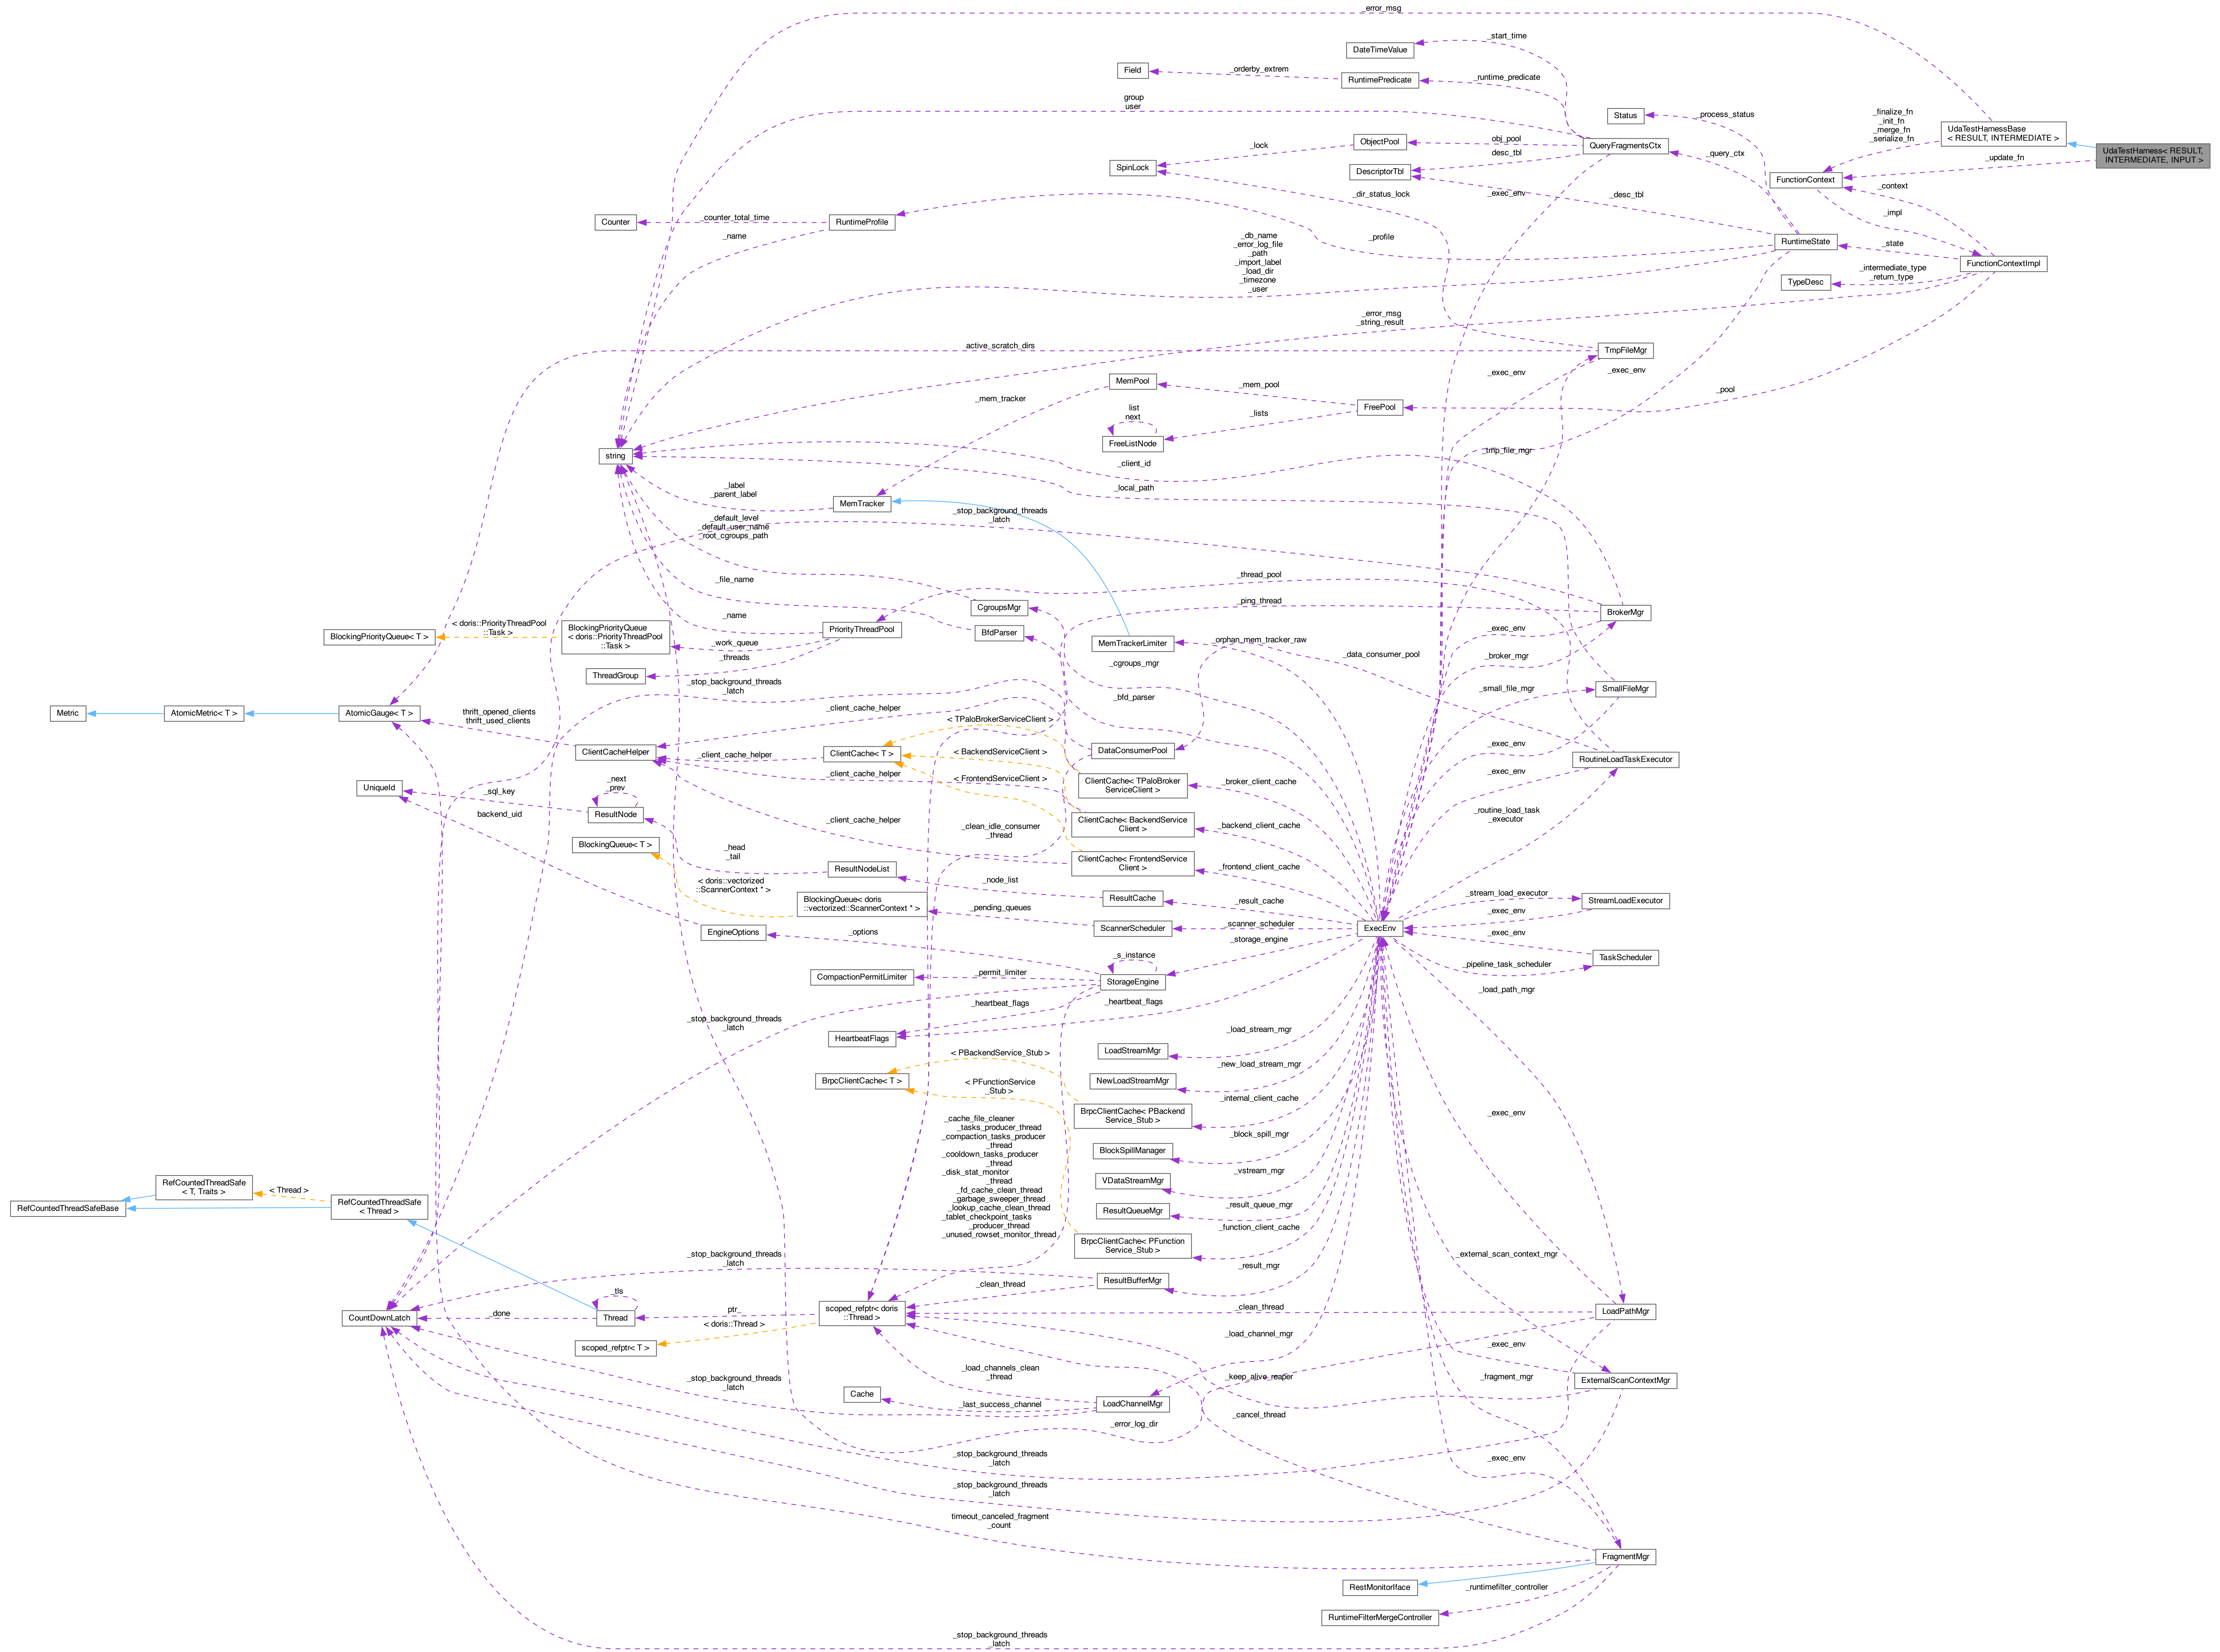 _error_msg
_start_time
DateTimeValue
Field
_orderby_extrem
RuntimePredicate
_runtime_predicate
group
user
Status
_process_status
_finalize_fn
_init_fn
_merge_fn
_serialize_fn
UdaTestHarnessBase
< RESULT, INTERMEDIATE >
UdaTestHarness< RESULT,
INTERMEDIATE, INPUT >
_lock
ObjectPool
obj_pool
QueryFragmentsCtx
_query_ctx
_update_fn
SpinLock
DescriptorTbl
desc_tbl
FunctionContext
_context
_dir_status_lock
_exec_env
_desc_tbl
_impl
Counter
_counter_total_time
RuntimeProfile
_name
_db_name
_error_log_file
_path
_import_label
_load_dir
_timezone
_user
_profile
RuntimeState
_state
FunctionContextImpl
_intermediate_type
_return_type
TypeDesc
_error_msg
_string_result
active_scratch_dirs
TmpFileMgr
_exec_env
_exec_env
MemPool
_mem_pool
_mem_tracker
FreePool
_pool
list
next
_lists
FreeListNode
string
_client_id
_tmp_file_mgr
_label
_parent_label
_local_path
MemTracker
_default_level
_default_user_name
_root_cgroups_path
_stop_background_threads
_latch
_file_name
_thread_pool
CgroupsMgr
_ping_thread
BrokerMgr
< doris::PriorityThreadPool
::Task >
BlockingPriorityQueue< T >
BlockingPriorityQueue
< doris::PriorityThreadPool
::Task >
_name
_work_queue
_threads
PriorityThreadPool
BfdParser
MemTrackerLimiter
_orphan_mem_tracker_raw
_exec_env
_data_consumer_pool
_broker_mgr
_cgroups_mgr
ThreadGroup
_stop_background_threads
_latch
_bfd_parser
_small_file_mgr
SmallFileMgr
Metric
AtomicMetric< T >
AtomicGauge< T >
thrift_opened_clients
thrift_used_clients
_client_cache_helper
< TPaloBrokerServiceClient >
ClientCacheHelper
_client_cache_helper
ClientCache< T >
< BackendServiceClient >
DataConsumerPool
_exec_env
RoutineLoadTaskExecutor
_client_cache_helper
< FrontendServiceClient >
ClientCache< TPaloBroker
ServiceClient >
_broker_client_cache
_exec_env
UniqueId
_sql_key
_next
_prev
ResultNode
backend_uid
_client_cache_helper
_clean_idle_consumer
_thread
ClientCache< BackendService
Client >
_backend_client_cache
_routine_load_task
_executor
BlockingQueue< T >
_head
_tail
ResultNodeList
ClientCache< FrontendService
Client >
_frontend_client_cache
< doris::vectorized
::ScannerContext * >
BlockingQueue< doris
::vectorized::ScannerContext * >
_node_list
ResultCache
_result_cache
_stream_load_executor
StreamLoadExecutor
_pending_queues
ScannerScheduler
_scanner_scheduler
ExecEnv
_exec_env
EngineOptions
_options
_storage_engine
_exec_env
TaskScheduler
_s_instance
_pipeline_task_scheduler
CompactionPermitLimiter
_permit_limiter
StorageEngine
_load_path_mgr
_heartbeat_flags
_heartbeat_flags
_stop_background_threads
_latch
HeartbeatFlags
LoadStreamMgr
_load_stream_mgr
< PBackendService_Stub >
_new_load_stream_mgr
BrpcClientCache< T >
< PFunctionService
_Stub >
NewLoadStreamMgr
_internal_client_cache
_exec_env
BrpcClientCache< PBackend
Service_Stub >
_cache_file_cleaner
_tasks_producer_thread
_compaction_tasks_producer
_thread
_cooldown_tasks_producer
_thread
_disk_stat_monitor
_thread
_fd_cache_clean_thread
_garbage_sweeper_thread
_lookup_cache_clean_thread
_tablet_checkpoint_tasks
_producer_thread
_unused_rowset_monitor_thread
_block_spill_mgr
BlockSpillManager
_vstream_mgr
VDataStreamMgr
_result_queue_mgr
ResultQueueMgr
_function_client_cache
BrpcClientCache< PFunction
Service_Stub >
RefCountedThreadSafeBase
RefCountedThreadSafe
< T, Traits >
< Thread >
RefCountedThreadSafe
< Thread >
_external_scan_context_mgr
_stop_background_threads
_latch
_result_mgr
ResultBufferMgr
_clean_thread
_tls
_done
Thread
ptr_
scoped_refptr< doris
::Thread >
_clean_thread
LoadPathMgr
CountDownLatch
< doris::Thread >
scoped_refptr< T >
_load_channel_mgr
_exec_env
_load_channels_clean
_thread
_keep_alive_reaper
_fragment_mgr
ExternalScanContextMgr
_stop_background_threads
_latch
Cache
_last_success_channel
LoadChannelMgr
_error_log_dir
_cancel_thread
_stop_background_threads
_latch
_exec_env
_stop_background_threads
_latch
timeout_canceled_fragment
_count
FragmentMgr
RestMonitorIface
_runtimefilter_controller
RuntimeFilterMergeController
_stop_background_threads
_latch